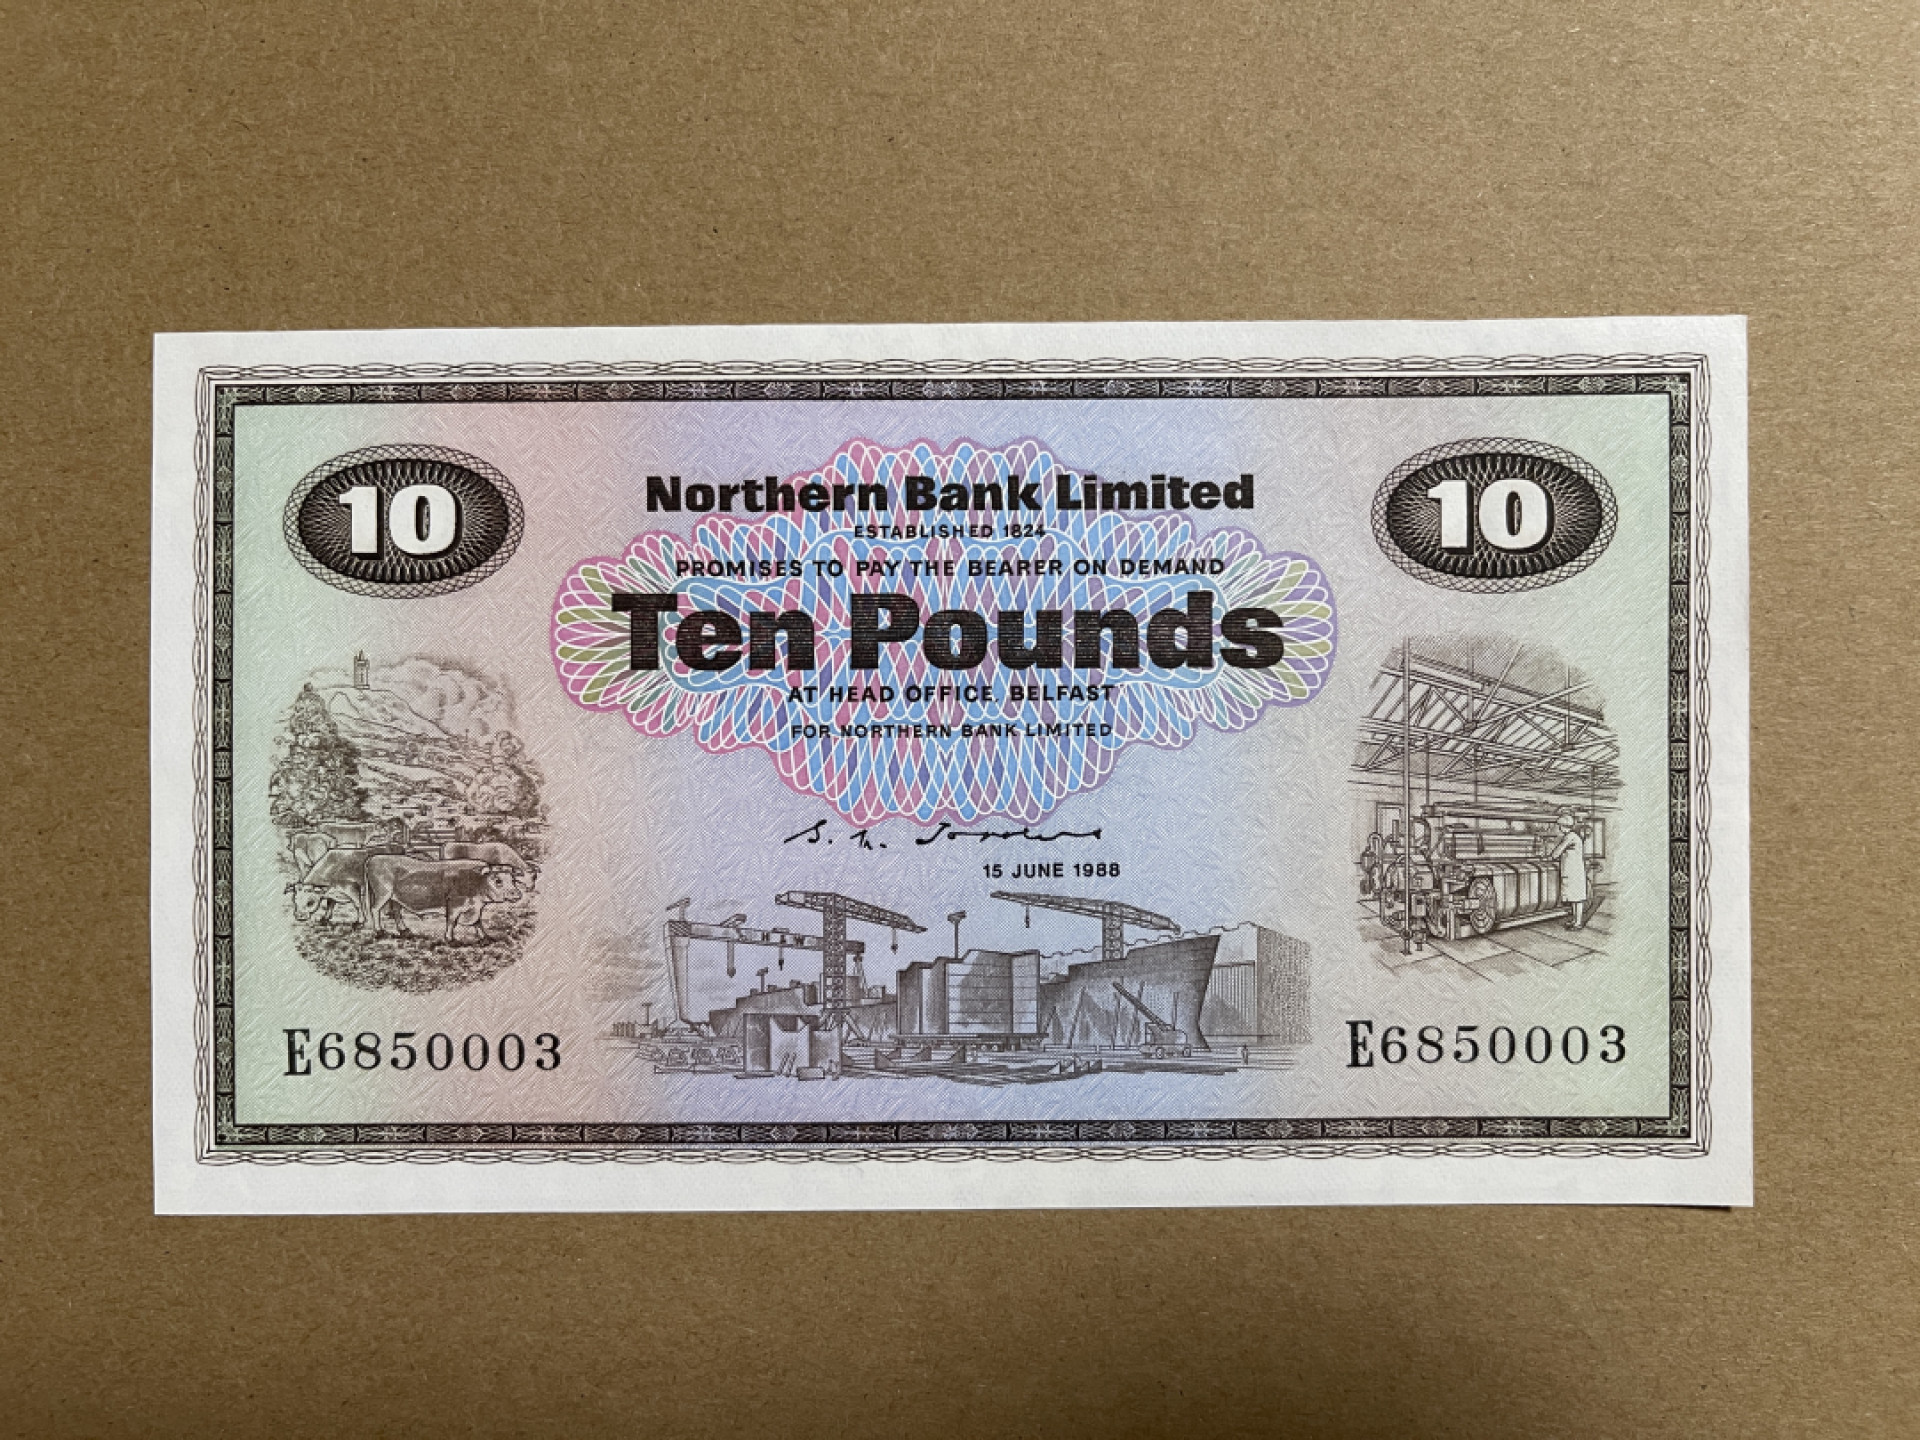 10
10
Northern Bank Limited
ESTABLISHED 1824
PROMISES TO PAY THE BEARER ON DEMAND
Ten Pounds
AT HEAD OFFICE, BELFAST
FOR NORTHERN BANK LIMITED
15 JUNE 1988
H & W
E6850003
E6850003